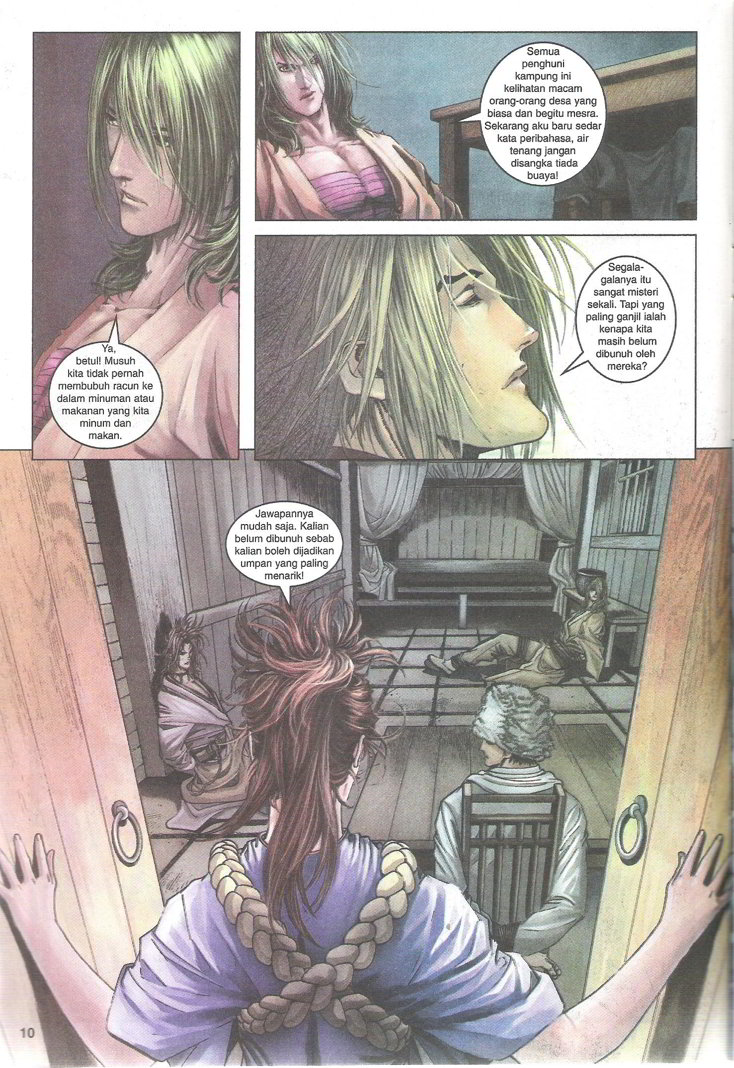 Ya,
betul! Musuh
kita tidak pernah
membubuh racun ke
dalam minuman atau
makanan yang kita
minum dan
makan.
Semua
penghuni
kampung ini
kelihatan macam
orang-orang desa yang
biasa dan begitu mesra.
Sekarang aku baru sedar
kata peribahasa, air
tenang jangan
disangka tiada
buaya!
Segala-
galanya itu
sangat misteri
sekali. Tapi yang
paling ganjil ialah
kenapa kita
masih belum
dibunuh oleh
mereka?
Jawapannya
mudah saja. Kalian
belum dibunuh sebab
kalian boleh dijadikan
umpan yang paling
menarik!
10